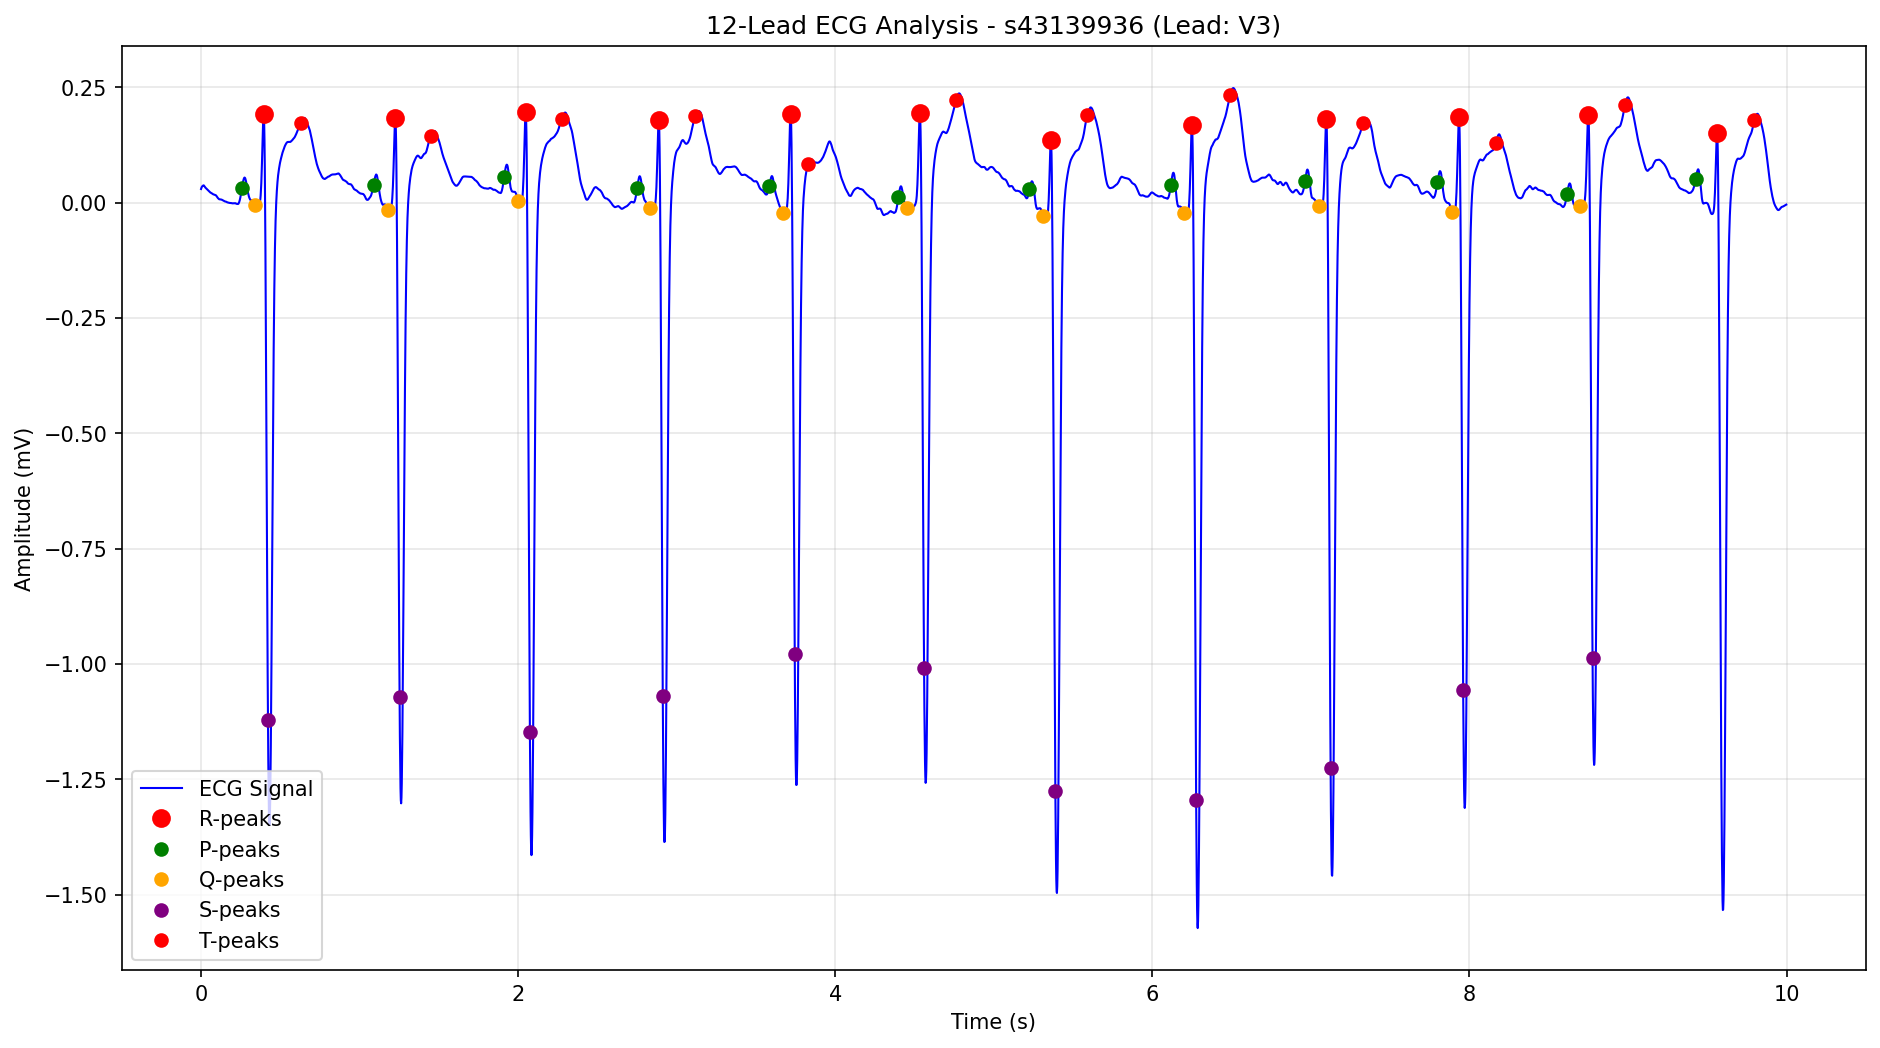 12-Lead ECG Analysis - s43139936 (Lead: V3)
Amplitude (mV)
0.25
0.00
−0.25
−0.50
−0.75
−1.00
−1.25
−1.50
ECG Signal
R-peaks
P-peaks
Q-peaks
S-peaks
T-peaks
0 2 4 6 8 10
Time (s)